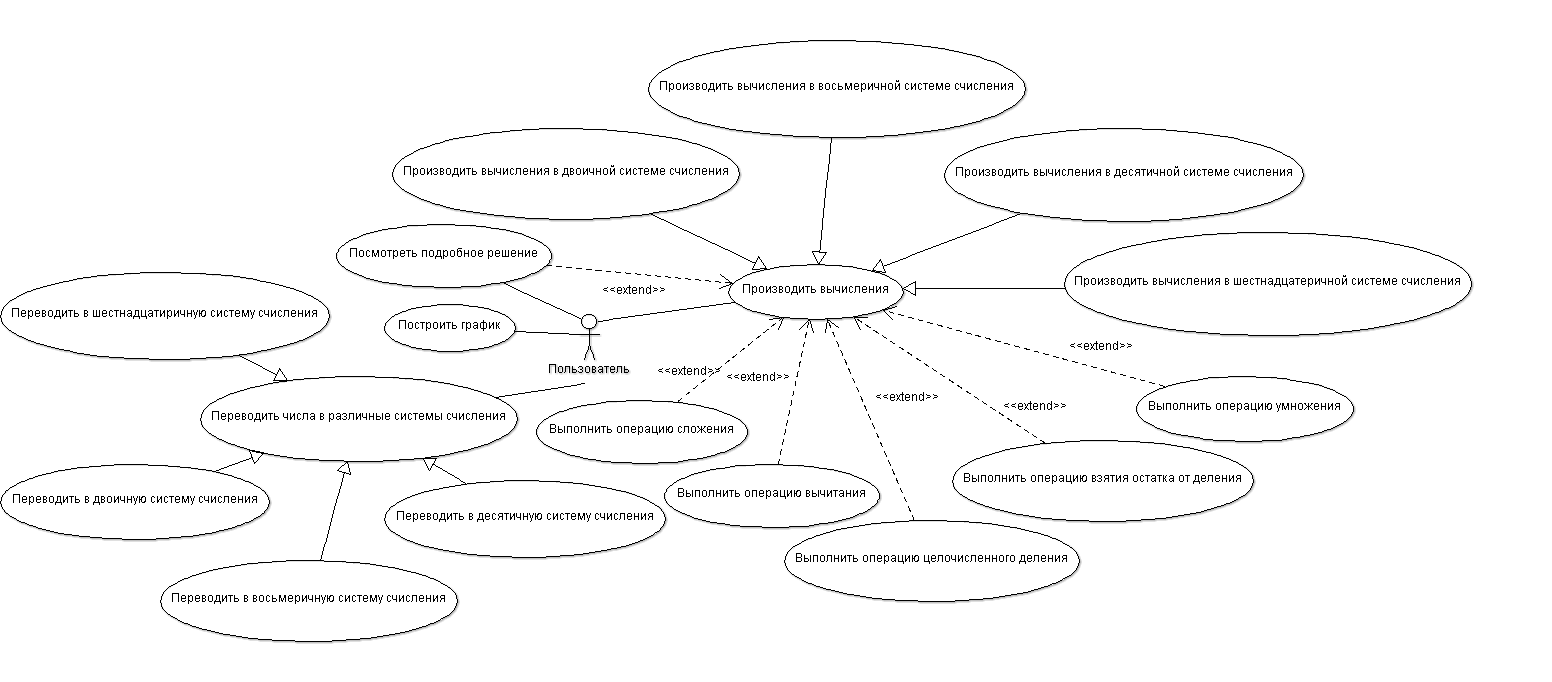 Производить вычисления в восьмеричной системе счисления
Производить вычисления в двоичной системе счисления
Производить вычисления в десятичной системе счисления
Посмотреть подробное решение
Производить вычисления в шестнадцатеричной системе счисления
<<extend>>
Производить вычисления
Переводить в шестнадцатиричную систему счисления
Построить график
<<extend>>
Пользователь
<<extend>>
<<extend>>
<<extend>>
<<extend>>
Выполнить операцию умножения
Переводить числа в различные системы счисления
Выполнить операцию сложения
Выполнить операцию взятия остатка от деления
Переводить в двоичную систему счисления
Выполнить операцию вычитания
Переводить в десятичную систему счисления
Выполнить операцию целочисленного деления
Переводить в восьмеричную систему счисления